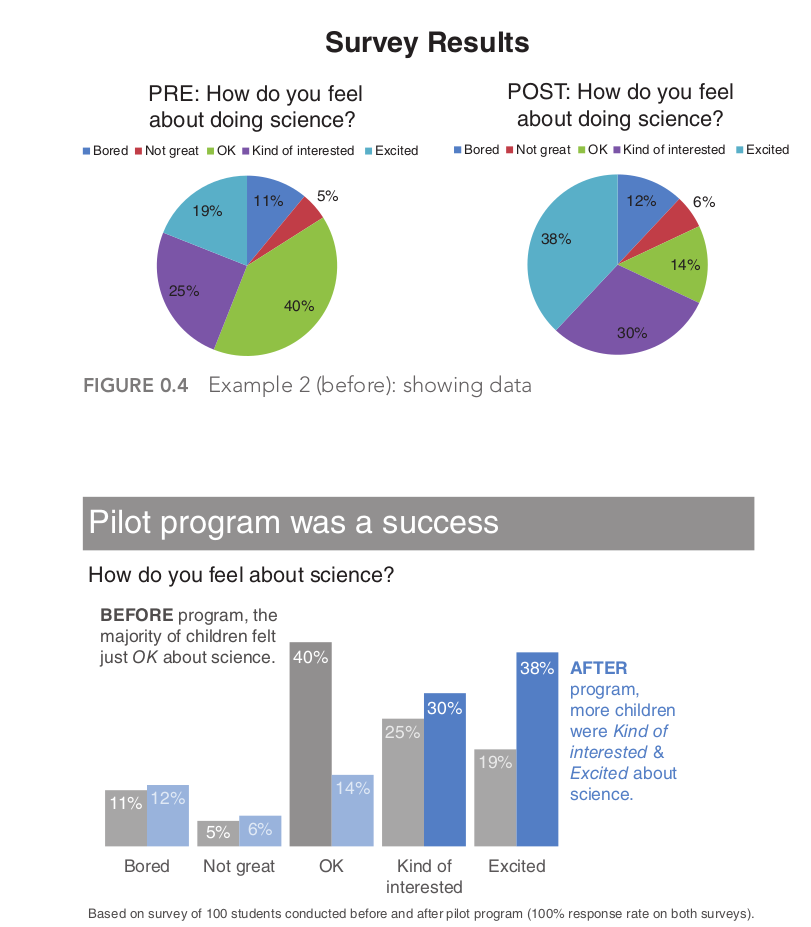 Survey Results
PRE: How do you feel
about doing science?
Bored Not great OK Kind of interested Excited
11%
5%
40%
25%
19%
POST: How do you feel
about doing science?
Bored Not great OK Kind of interested Excited
12%
6%
14%
30%
38%
FIGURE 0.4 Example 2 (before): showing data
Pilot program was a success
How do you feel about science?
BEFORE program, the
majority of children felt
just OK about science.
11%
12%
5%
6%
40%
14%
25%
30%
19%
38%
AFTER
program,
more children
were Kind of
interested &
Excited about
science.
Bored
Not great
OK
Kind of
interested
Excited
Based on survey of 100 students conducted before and after pilot program (100% response rate on both surveys).